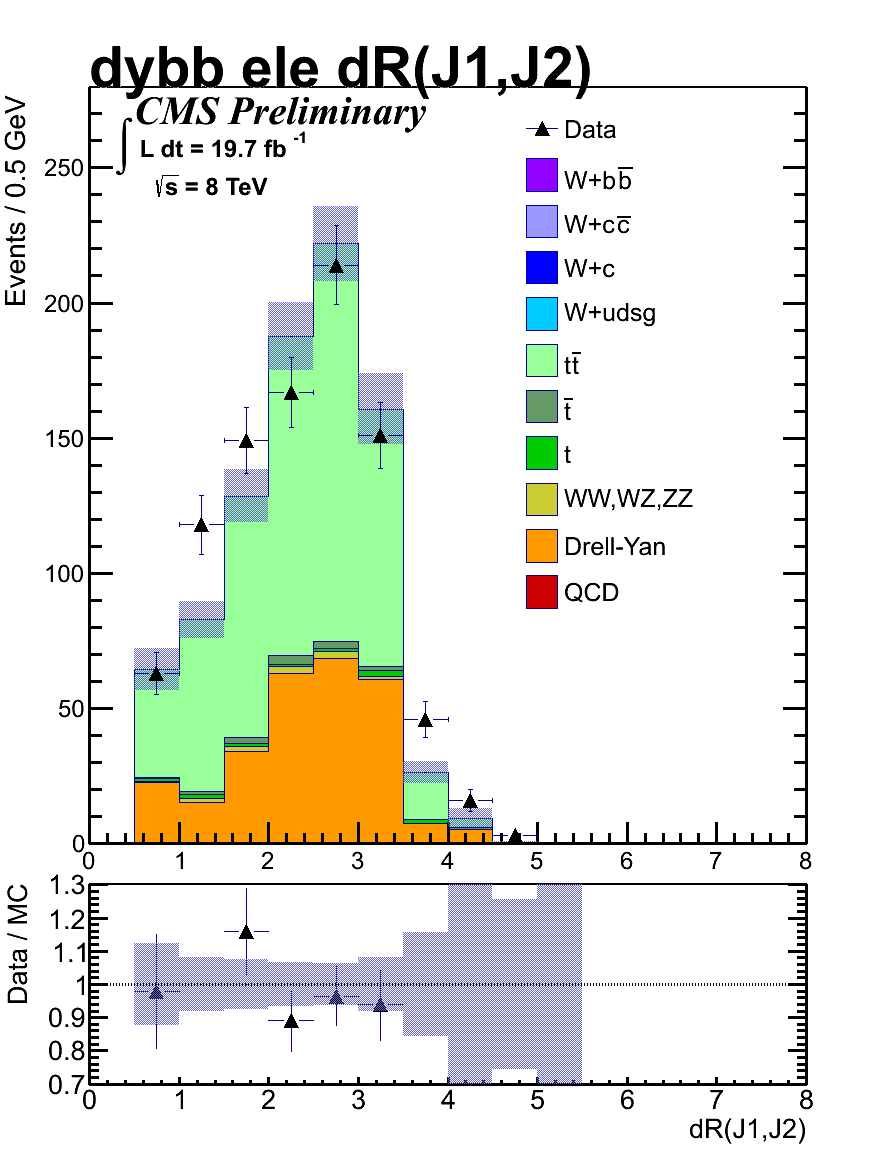 dybb ele dR(J1,J2)
CMS Preliminary
∫ L dt = 19.7 fb⁻¹
√s = 8 TeV
Events / 0.5 GeV
250
200
150
100
50
0
0 1 2 3 4 5 6 7 8
Data
W+bb̅
W+cc̅
W+c
W+udsg
tt̅
t̅
t
WW,WZ,ZZ
Drell-Yan
QCD
Data / MC
1.3
1.2
1.1
1
0.9
0.8
0.7
0 1 2 3 4 5 6 7 8
dR(J1,J2)